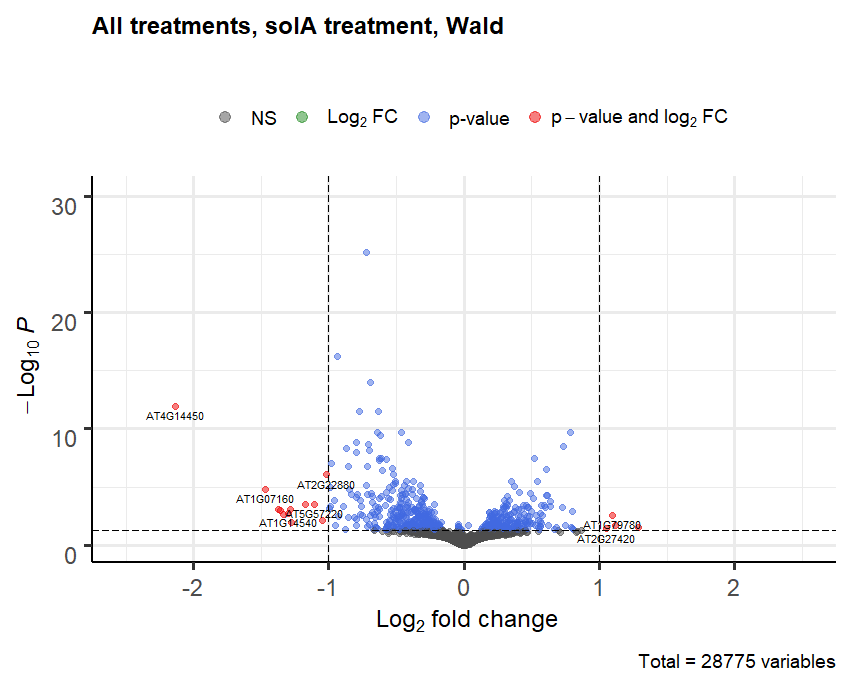 All treatments, solA treatment, Wald
NS Log2 FC p-value p – value and log2 FC
30
20
10
0
– Log10 P
AT4G14450
AT2G22880
AT1G07160
AT5G57220
AT1G14540
AT1G79780
AT2G27420
-2 -1 0 1 2
Log2 fold change
Total = 28775 variables